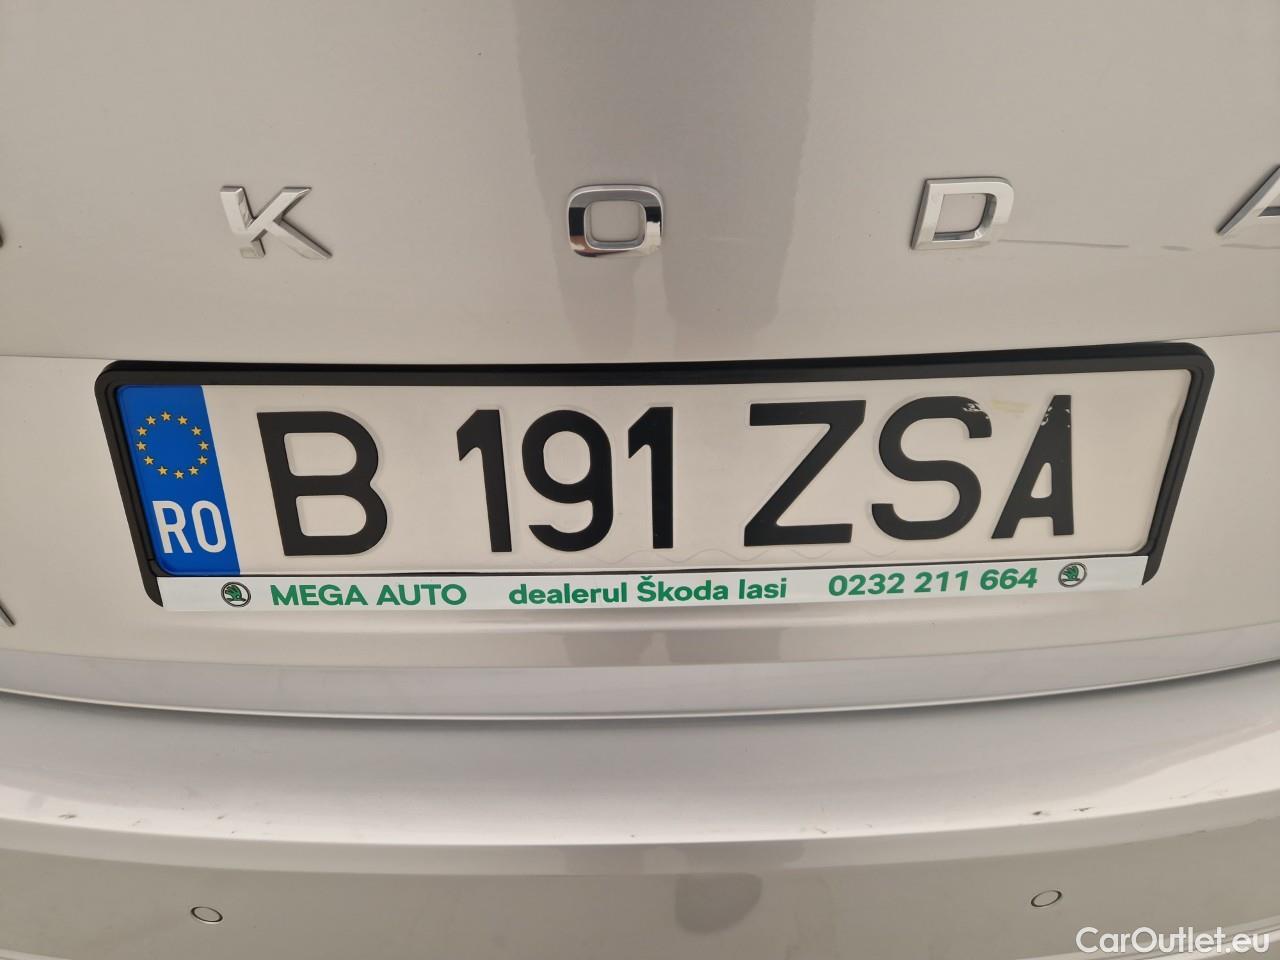 KODA
B 191 ZSA
RO
MEGA AUTO dealerul Škoda Iasi 0232 211 664
CarOutlet.eu